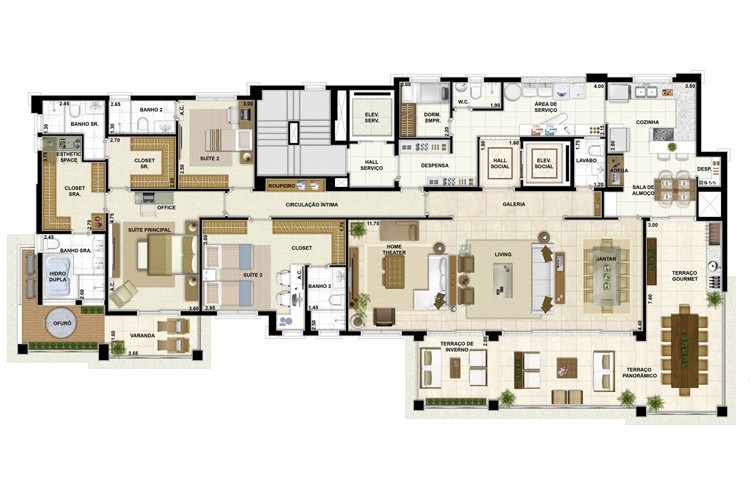 2.45
BANHO SR.
1.30
2.65
BANHO 2
1.30
A.C.
3.00
SUÍTE 2
3.50
ELEV.
SERV.
HALL
SERVIÇO
2.00
DORM.
EMPR.
2.20
W.C.
1.90
4.00
ÁREA DE
SERVIÇO
2.15
3.50
COZINHA
2.80
3.75
ESTHETIC
SPACE
CLOSET
SRA.
2.70
2.70
CLOSET
SR.
2.05
ROUPEIRO
DESPENSA
1.80
HALL
SOCIAL
1.60
ELEV.
SOCIAL
1.75
LAVABO
1.20
ADEGA
SALA DE
ALMOÇO
DESP.
OFFICE
CIRCULAÇÃO ÍNTIMA
GALERIA
4.75
SUÍTE PRINCIPAL
A.C.
3.60
2.45
BANHO SRA.
HIDRO
DUPLA
2.60
3.60
SUÍTE 3
2.95
CLOSET
A.C.
BANHO 3
1.45
2.50
11.75
HOME
THEATER
LIVING
JANTAR
4.40
3.00
TERRAÇO
GOURMET
7.60
OFURÔ
1.60
VARANDA
3.55
TERRAÇO DE
INVERNO
2.80
TERRAÇO
PANORÂMICO